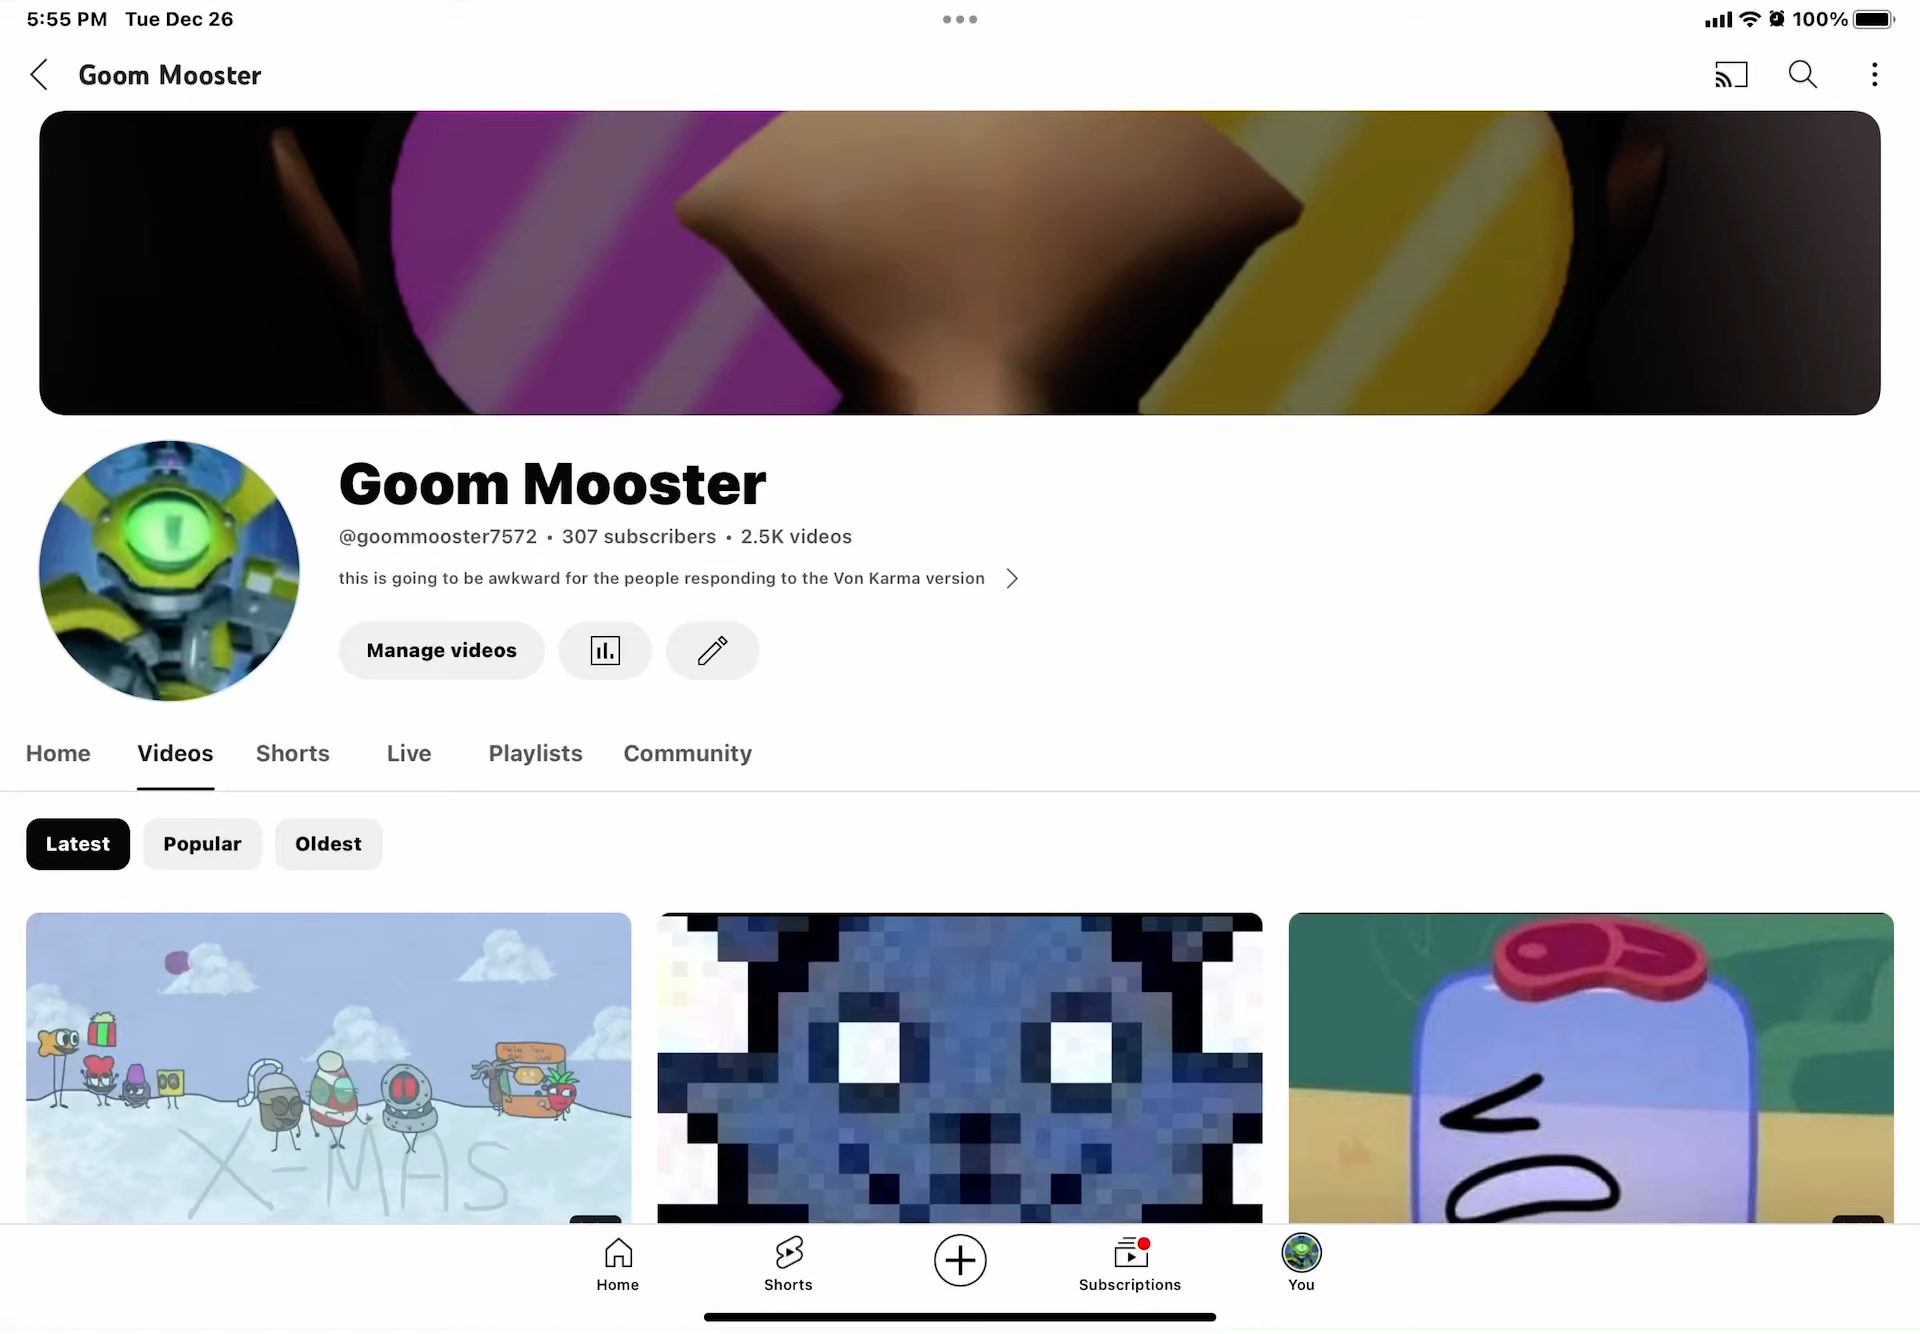 5:55 PM Tue Dec 26
100%
Goom Mooster
Goom Mooster
@goommooster7572 • 307 subscribers • 2.5K videos
this is going to be awkward for the people responding to the Von Karma version
Manage videos
Home Videos Shorts Live Playlists Community
Latest Popular Oldest
X-MAS
Home Shorts Subscriptions You